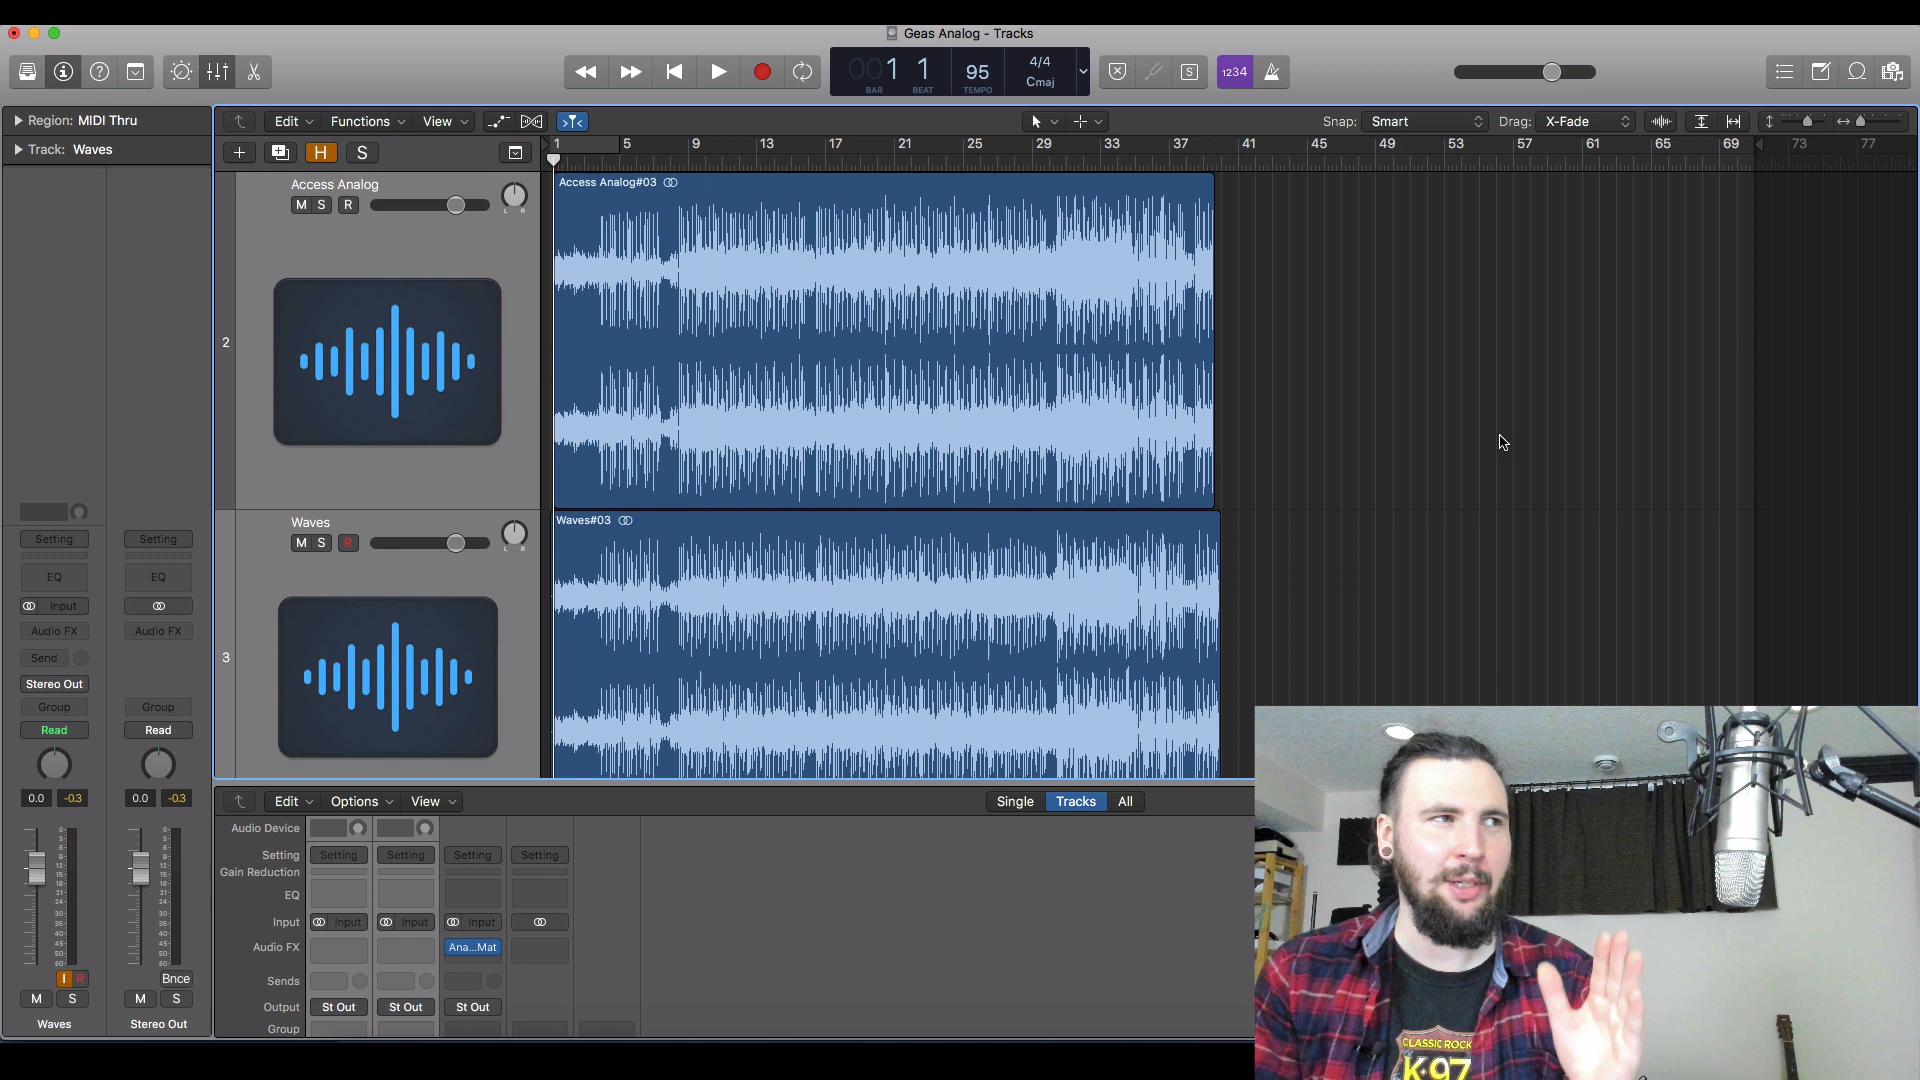 Geas Analog - Tracks
001 1 95 4/4 Cmaj
BAR BEAT TEMPO
S 1234
Region: MIDI Thru
Track: Waves
Edit Functions View
Snap: Smart Drag: X-Fade
H S
1 5 9 13 17 21 25 29 33 37 41 45 49 53 57 61 65 69 73 77
Access Analog
M S R
L R
2
Access Analog#03
Waves
M S R
L R
3
Waves#03
Setting Setting
EQ EQ
Input
Audio FX Audio FX
Send
Stereo Out
Group Group
Read Read
0.0 -0.3 0.0 -0.3
I R Bnce
M S M S
Waves Stereo Out
Edit Options View Single Tracks All
Audio Device
Setting Setting Setting Setting Setting
Gain Reduction
EQ
Input Input Input Input
Audio FX Ana...Mat
Sends
Output St Out St Out St Out
Group
CLASSIC ROCK
K-97